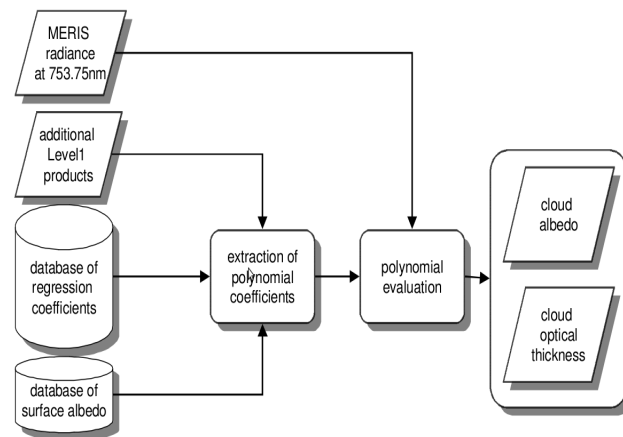 MERIS
radiance
at 753.75nm
additional
Level1
products
database of
regression
coefficients
database of
surface albedo
extraction of
polynomial
coefficients
polynomial
evaluation
cloud
albedo
cloud
optical
thickness